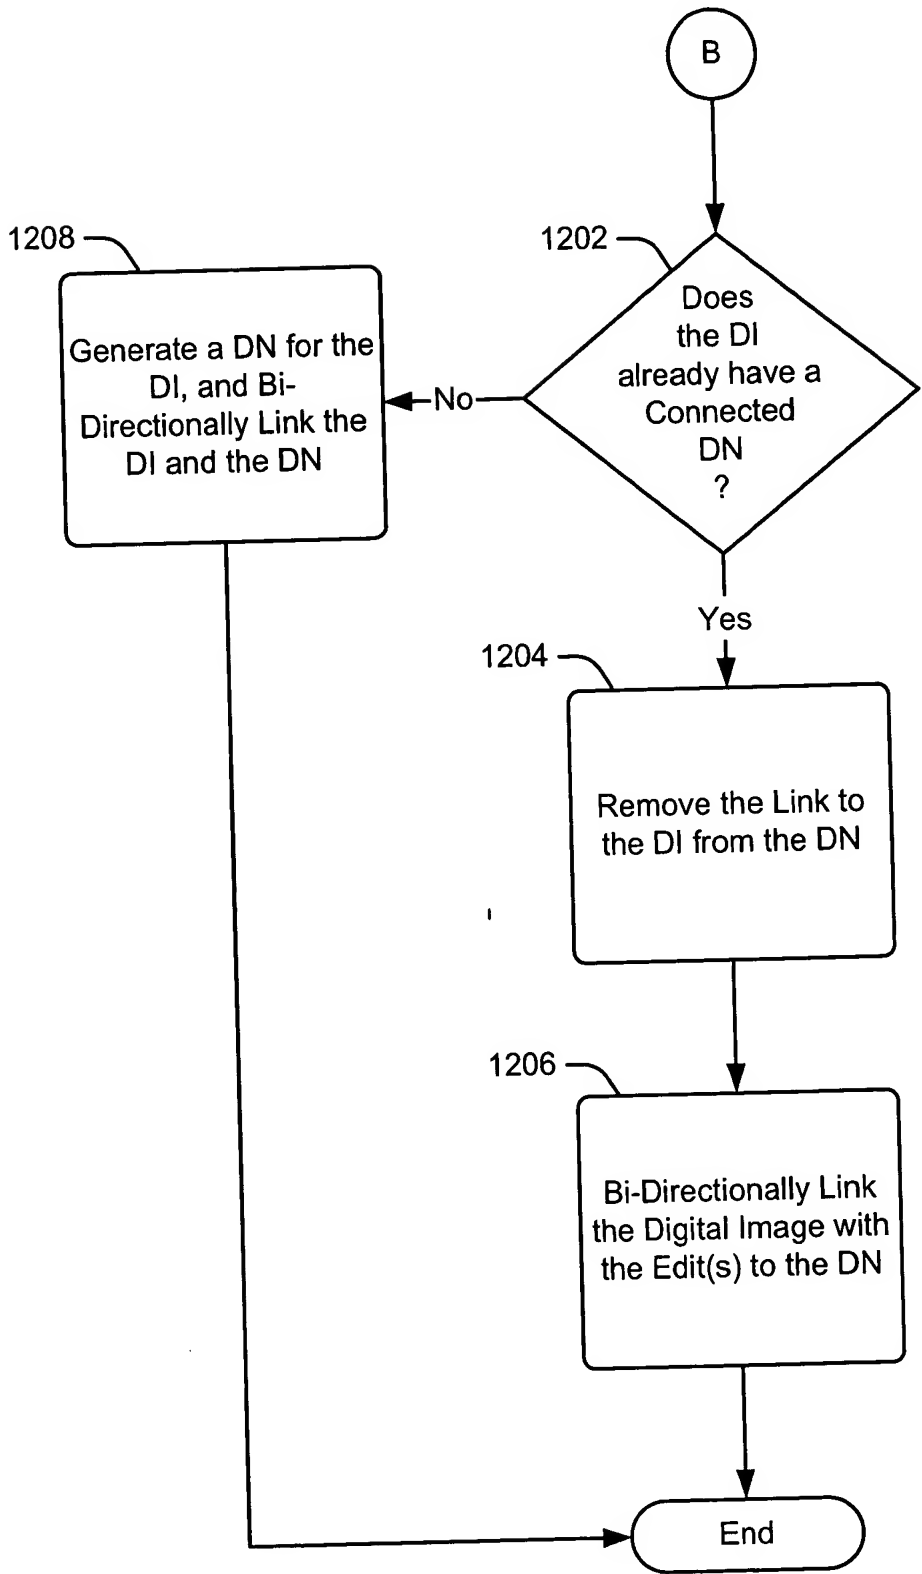 B
1208
1202
Does
the DI
already have a
Connected
DN
?
Generate a DN for the
DI, and Bi-
Directionally Link the
DI and the DN
No
Yes
1204
Remove the Link to
the DI from the DN
1206
Bi-Directionally Link
the Digital Image with
the Edit(s) to the DN
End